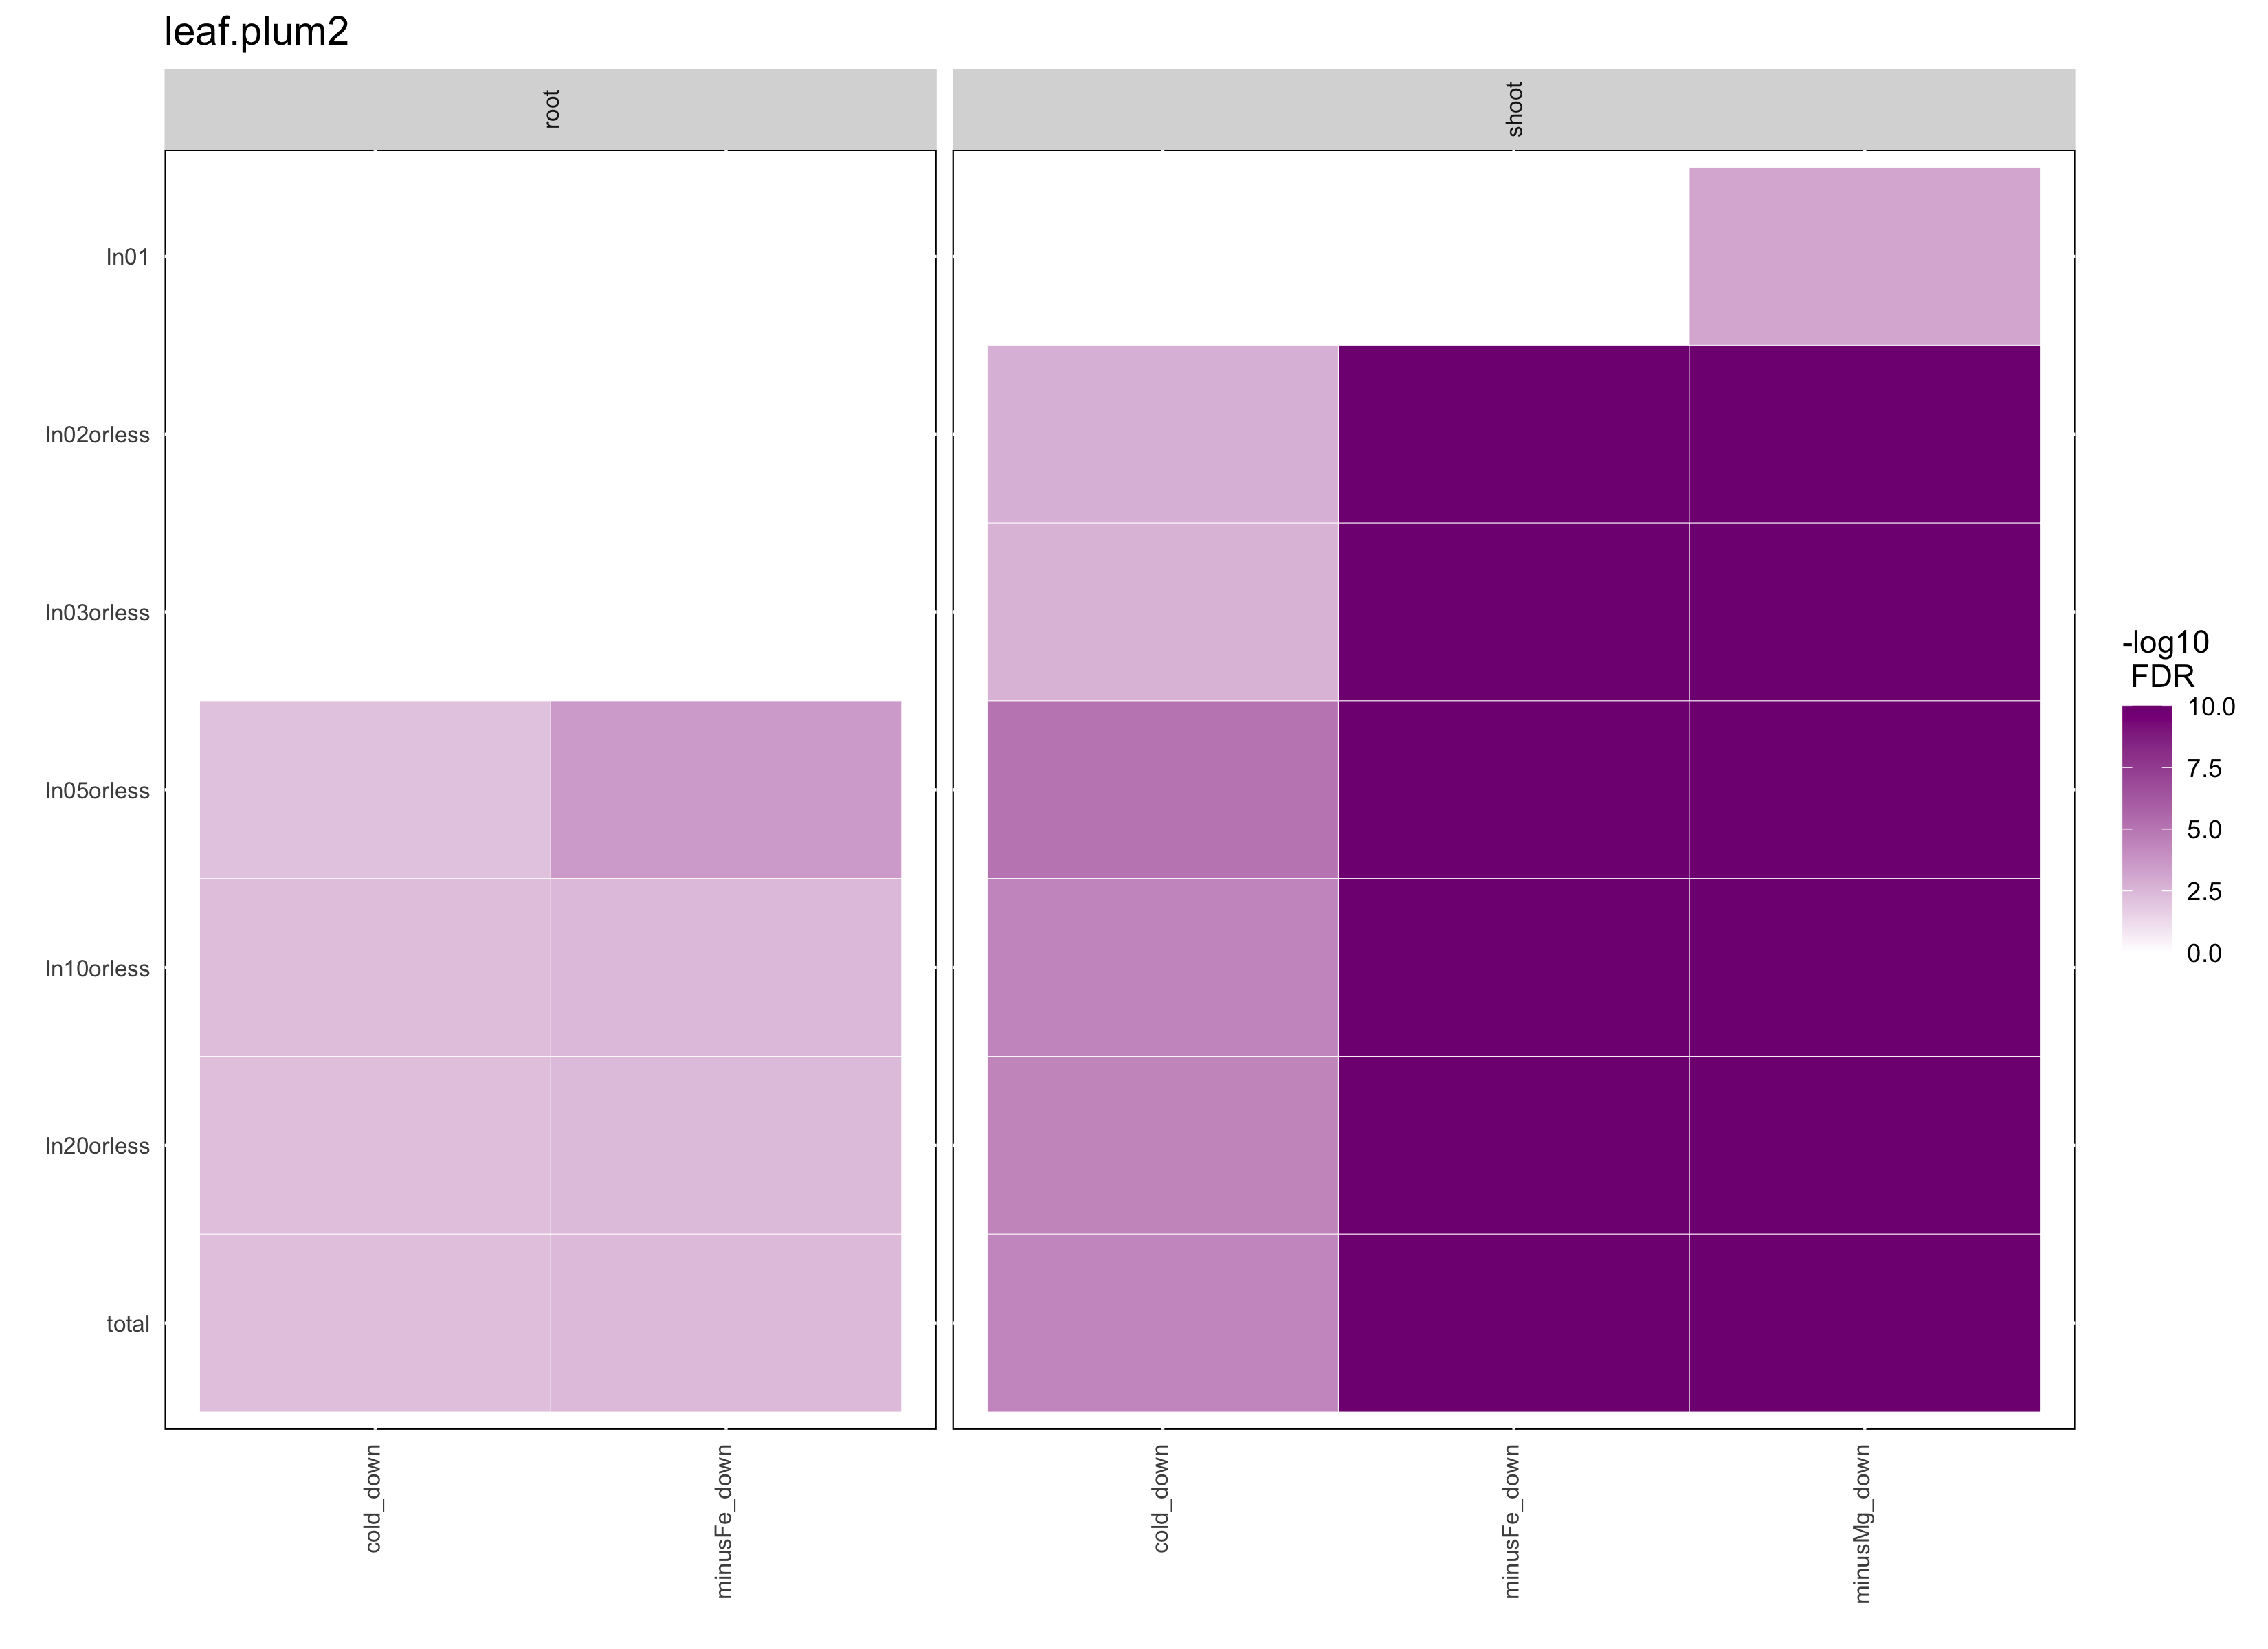 leaf.plum2
root
shoot
In01
In02orless
In03orless
In05orless
In10orless
In20orless
total
cold_down
minusFe_down
cold_down
minusFe_down
minusMg_down
-log10
FDR
10.0
7.5
5.0
2.5
0.0